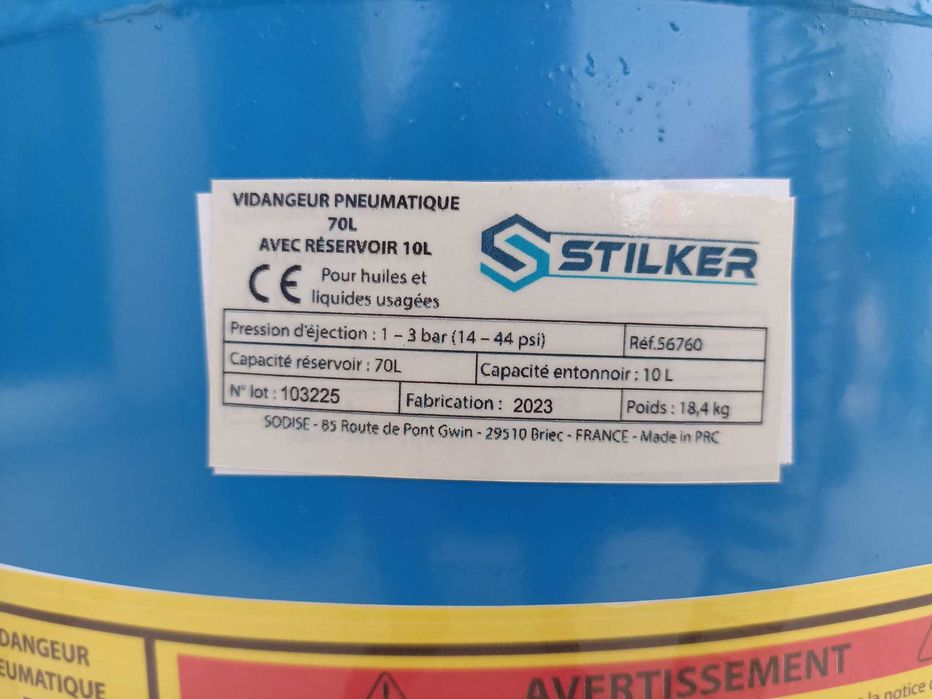 VIDANGEUR PNEUMATIQUE
70L
AVEC RÉSERVOIR 10L
CE Pour huiles et
liquides usagées
STILKER
Pression d'éjection : 1 – 3 bar (14 – 44 psi) Réf.56760
Capacité réservoir : 70L Capacité entonnoir : 10 L
N° lot : 103225 Fabrication : 2023 Poids : 18,4 kg
SODISE - 85 Route de Pont Gwin - 29510 Briec - FRANCE - Made in PRC
DANGEUR
EUMATIQUE
AVERTISSEMENT
la notice